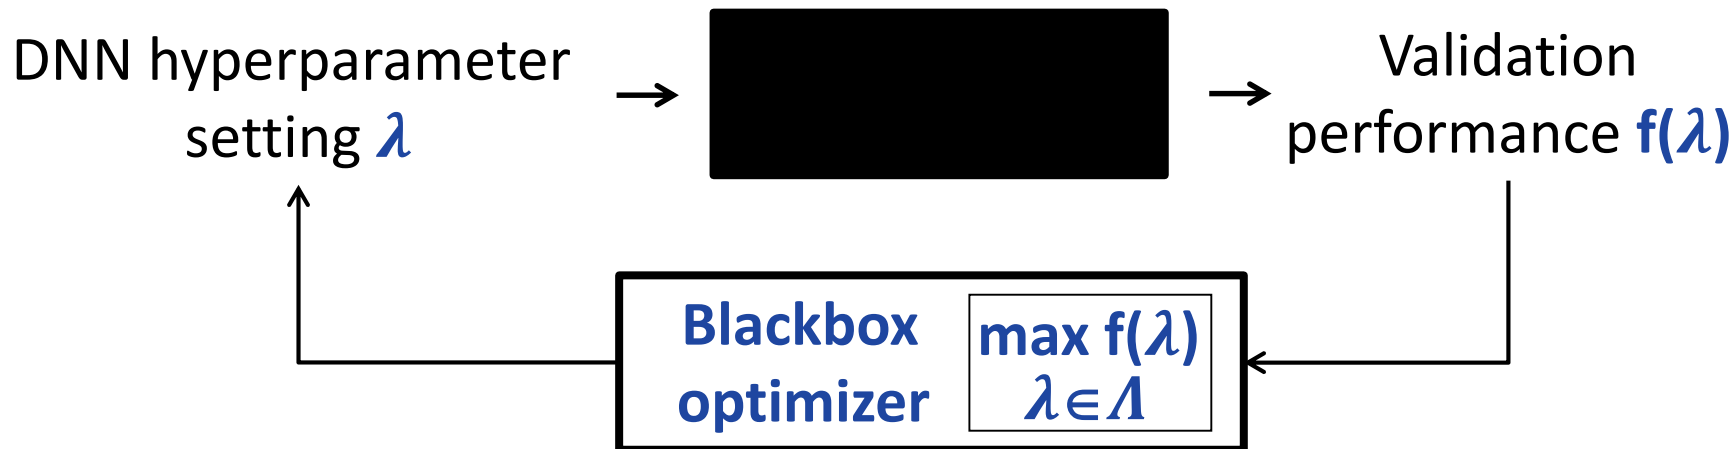 DNN hyperparameter
setting λ
Validation
performance f(λ)
Blackbox
optimizer
max f(λ)
λ∈Λ